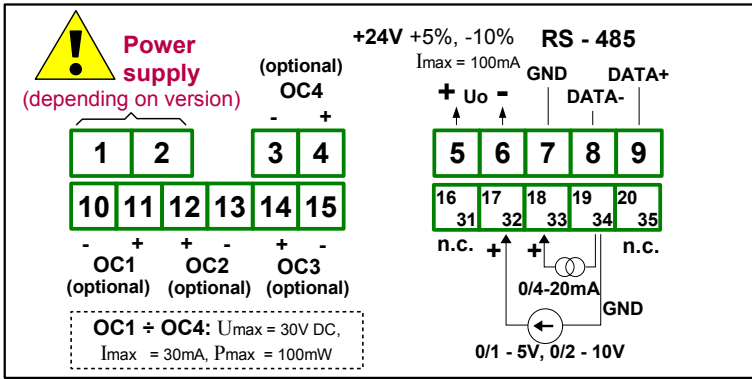 !
Power
supply
(depending on version)
(optional)
OC4
- +
1 2 3 4
10 11 12 13 14 15
- + + - + -
OC1 OC2 OC3
(optional) (optional) (optional)
OC1 ÷ OC4: Umax = 30V DC,
Imax = 30mA, Pmax = 100mW
+24V +5%, -10% RS - 485
Imax = 100mA
GND DATA+
+ Uo - DATA-
5 6 7 8 9
16 17 18 19 20
31 32 33 34 35
n.c. + + n.c.
0/4-20mA
GND
0/1 - 5V, 0/2 - 10V